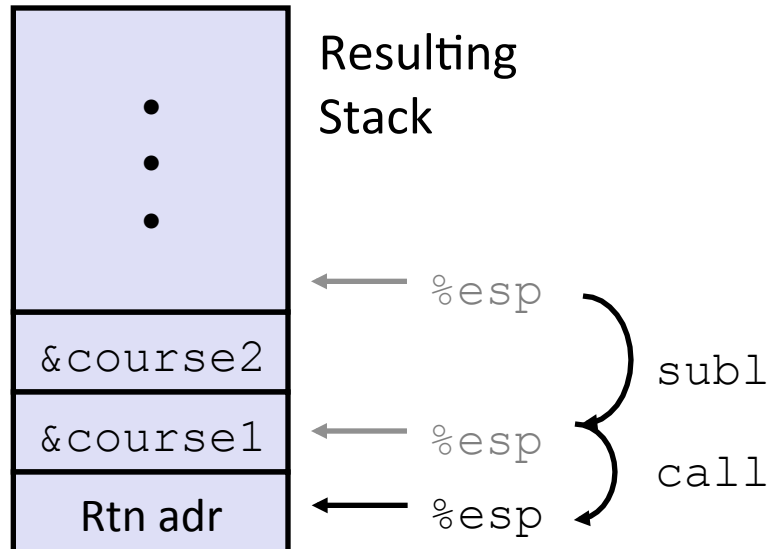 Resulting
Stack
%esp
&course2
subl
&course1
%esp
call
Rtn adr
%esp